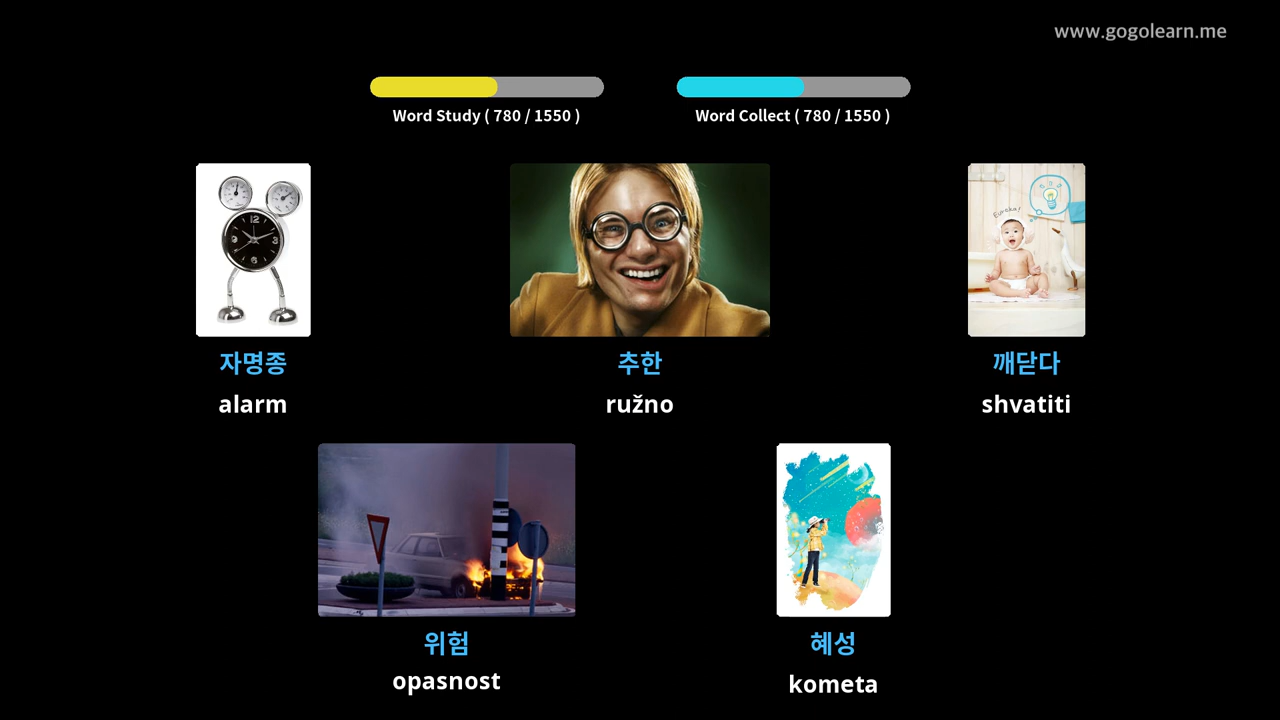 www.gogolearn.me
Word Study ( 780 / 1550 )
Word Collect ( 780 / 1550 )
Eureka!
자명종
추한
깨닫다
alarm
ružno
shvatiti
위험
혜성
opasnost
kometa